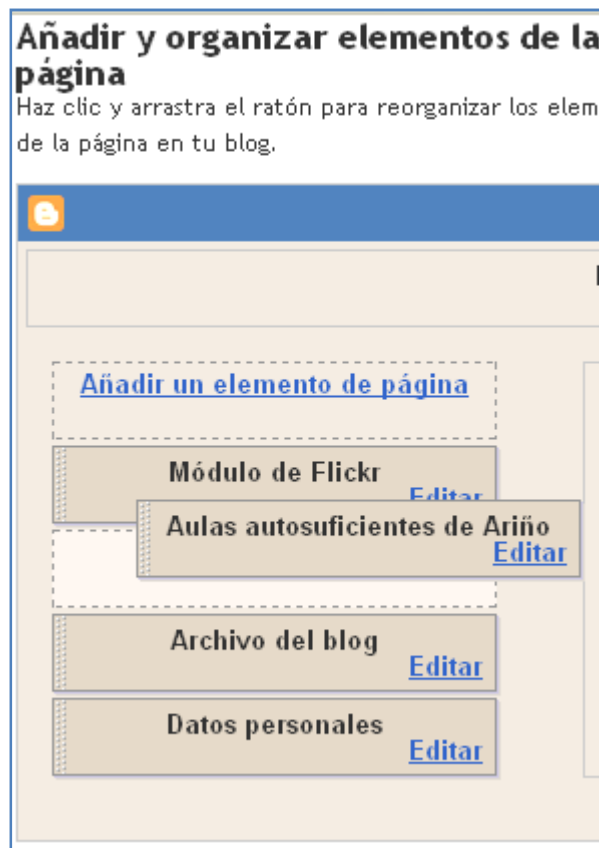 Añadir y organizar elementos de la
página
Haz clic y arrastra el ratón para reorganizar los elem
de la página en tu blog.
Añadir un elemento de página
Módulo de Flickr
Editar
Aulas autosuficientes de Ariño
Editar
Archivo del blog
Editar
Datos personales
Editar